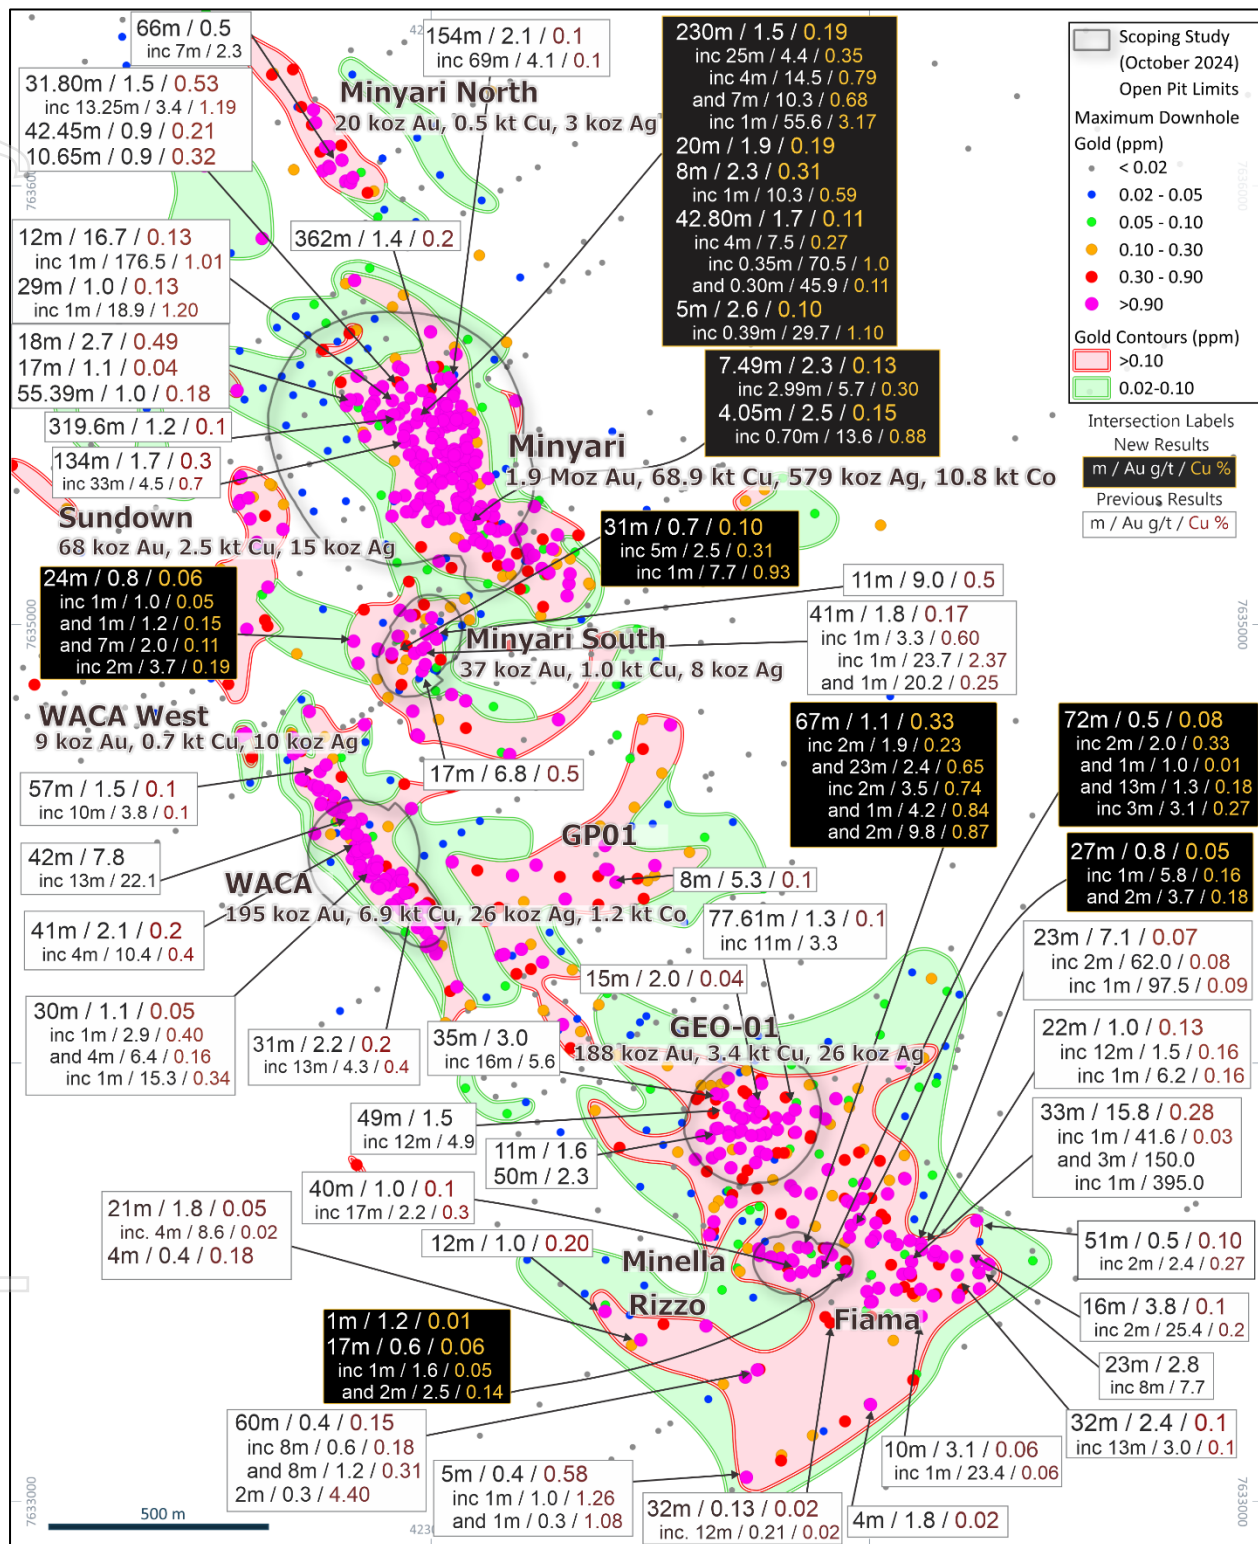 66m / 0.5
inc 7m / 2.3
42
154m / 2.1 / 0.1
inc 69m / 4.1 / 0.1
230m / 1.5 / 0.19
inc 25m / 4.4 / 0.35
inc 4m / 14.5 / 0.79
and 7m / 10.3 / 0.68
inc 1m / 55.6 / 3.17
20m / 1.9 / 0.19
8m / 2.3 / 0.31
inc 1m / 10.3 / 0.59
42.80m / 1.7 / 0.11
inc 4m / 7.5 / 0.27
inc 0.35m / 70.5 / 1.0
and 0.30m / 45.9 / 0.11
5m / 2.6 / 0.10
inc 0.39m / 29.7 / 1.10
Scoping Study
(October 2024)
Open Pit Limits
Maximum Downhole
Gold (ppm)
< 0.02
0.02 - 0.05
0.05 - 0.10
0.10 - 0.30
0.30 - 0.90
>0.90
Gold Contours (ppm)
>0.10
0.02-0.10
Intersection Labels
New Results
m / Au g/t / Cu %
Previous Results
m / Au g/t / Cu %
31.80m / 1.5 / 0.53
inc 13.25m / 3.4 / 1.19
42.45m / 0.9 / 0.21
10.65m / 0.9 / 0.32
Minyari North
20 koz Au, 0.5 kt Cu, 3 koz Ag
7636000
7636000
12m / 16.7 / 0.13
inc 1m / 176.5 / 1.01
29m / 1.0 / 0.13
inc 1m / 18.9 / 1.20
362m / 1.4 / 0.2
18m / 2.7 / 0.49
17m / 1.1 / 0.04
55.39m / 1.0 / 0.18
7.49m / 2.3 / 0.13
inc 2.99m / 5.7 / 0.30
4.05m / 2.5 / 0.15
inc 0.70m / 13.6 / 0.88
319.6m / 1.2 / 0.1
134m / 1.7 / 0.3
inc 33m / 4.5 / 0.7
Minyari
1.9 Moz Au, 68.9 kt Cu, 579 koz Ag, 10.8 kt Co
Sundown
68 koz Au, 2.5 kt Cu, 15 koz Ag
31m / 0.7 / 0.10
inc 5m / 2.5 / 0.31
inc 1m / 7.7 / 0.93
24m / 0.8 / 0.06
inc 1m / 1.0 / 0.05
and 1m / 1.2 / 0.15
and 7m / 2.0 / 0.11
inc 2m / 3.7 / 0.19
11m / 9.0 / 0.5
41m / 1.8 / 0.17
inc 1m / 3.3 / 0.60
inc 1m / 23.7 / 2.37
and 1m / 20.2 / 0.25
7635000
7635000
Minyari South
37 koz Au, 1.0 kt Cu, 8 koz Ag
WACA West
9 koz Au, 0.7 kt Cu, 10 koz Ag
17m / 6.8 / 0.5
67m / 1.1 / 0.33
inc 2m / 1.9 / 0.23
and 23m / 2.4 / 0.65
inc 2m / 3.5 / 0.74
and 1m / 4.2 / 0.84
and 2m / 9.8 / 0.87
72m / 0.5 / 0.08
inc 2m / 2.0 / 0.33
and 1m / 1.0 / 0.01
and 13m / 1.3 / 0.18
inc 3m / 3.1 / 0.27
57m / 1.5 / 0.1
inc 10m / 3.8 / 0.1
GP01
27m / 0.8 / 0.05
inc 1m / 5.8 / 0.16
and 2m / 3.7 / 0.18
42m / 7.8
inc 13m / 22.1
8m / 5.3 / 0.1
WACA
195 koz Au, 6.9 kt Cu, 26 koz Ag, 1.2 kt Co
41m / 2.1 / 0.2
inc 4m / 10.4 / 0.4
77.61m / 1.3 / 0.1
inc 11m / 3.3
23m / 7.1 / 0.07
inc 2m / 62.0 / 0.08
inc 1m / 97.5 / 0.09
15m / 2.0 / 0.04
30m / 1.1 / 0.05
inc 1m / 2.9 / 0.40
and 4m / 6.4 / 0.16
inc 1m / 15.3 / 0.34
31m / 2.2 / 0.2
inc 13m / 4.3 / 0.4
35m / 3.0
inc 16m / 5.6
GEO-01
188 koz Au, 3.4 kt Cu, 26 koz Ag
22m / 1.0 / 0.13
inc 12m / 1.5 / 0.16
inc 1m / 6.2 / 0.16
49m / 1.5
inc 12m / 4.9
11m / 1.6
50m / 2.3
33m / 15.8 / 0.28
inc 1m / 41.6 / 0.03
and 3m / 150.0
inc 1m / 395.0
40m / 1.0 / 0.1
inc 17m / 2.2 / 0.3
21m / 1.8 / 0.05
inc. 4m / 8.6 / 0.02
4m / 0.4 / 0.18
12m / 1.0 / 0.20
Minella
51m / 0.5 / 0.10
inc 2m / 2.4 / 0.27
Rizzo
Fiama
16m / 3.8 / 0.1
inc 2m / 25.4 / 0.2
1m / 1.2 / 0.01
17m / 0.6 / 0.06
inc 1m / 1.6 / 0.05
and 2m / 2.5 / 0.14
23m / 2.8
inc 8m / 7.7
60m / 0.4 / 0.15
inc 8m / 0.6 / 0.18
and 8m / 1.2 / 0.31
2m / 0.3 / 4.40
32m / 2.4 / 0.1
inc 13m / 3.0 / 0.1
10m / 3.1 / 0.06
inc 1m / 23.4 / 0.06
5m / 0.4 / 0.58
inc 1m / 1.0 / 1.26
and 1m / 0.3 / 1.08
32m / 0.13 / 0.02
inc. 12m / 0.21 / 0.02
4m / 1.8 / 0.02
7633000
7633000
500 m
4230